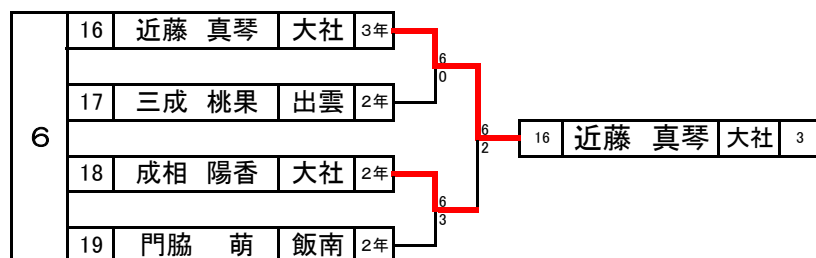 16 近藤 真琴 大社 3年
6
0
17 三成 桃果 出雲 2年
6
6
2
16 近藤 真琴 大社 3
18 成相 陽香 大社 2年
6
3
19 門脇 萌 飯南 2年